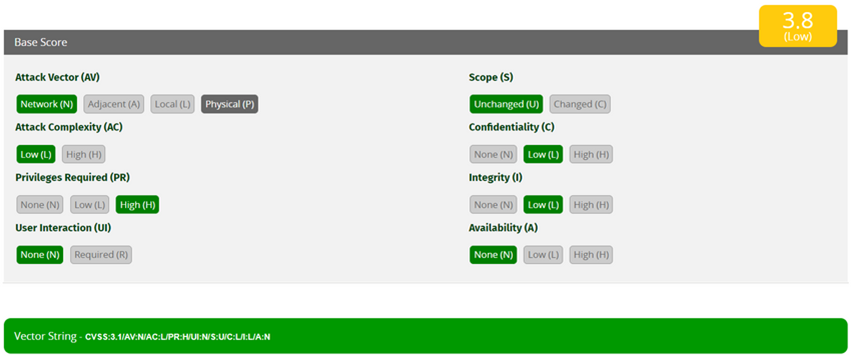 3.8
(Low)
Base Score
Attack Vector (AV)
Network (N) Adjacent (A) Local (L) Physical (P)
Attack Complexity (AC)
Low (L) High (H)
Privileges Required (PR)
None (N) Low (L) High (H)
User Interaction (UI)
None (N) Required (R)
Scope (S)
Unchanged (U) Changed (C)
Confidentiality (C)
None (N) Low (L) High (H)
Integrity (I)
None (N) Low (L) High (H)
Availability (A)
None (N) Low (L) High (H)
Vector String - CVSS:3.1/AV:N/AC:L/PR:H/UI:N/S:U/C:L/I:L/A:N